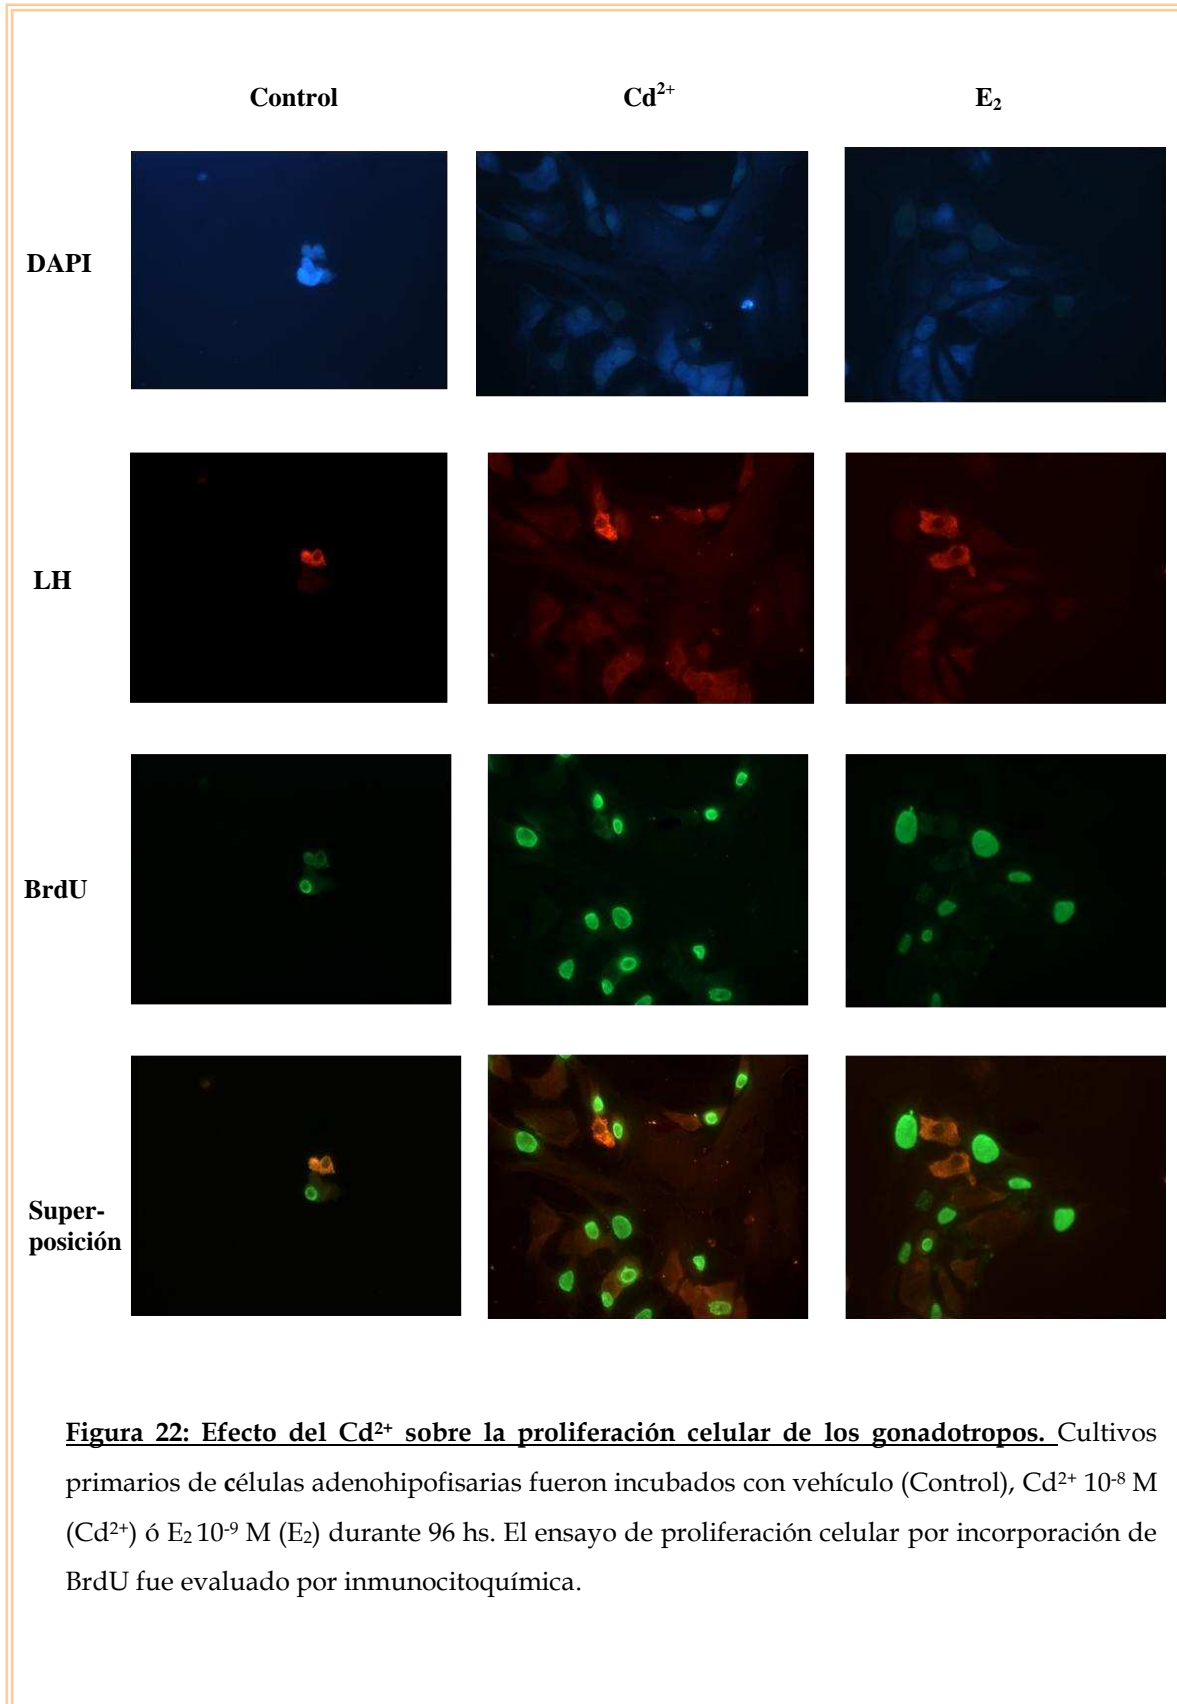 Control Cd²⁺ E₂
DAPI
LH
BrdU
Super-
posición
Figura 22: Efecto del Cd²⁺ sobre la proliferación celular de los gonadotropos. Cultivos
primarios de células adenohipofisarias fueron incubados con vehículo (Control), Cd²⁺ 10⁻⁸ M
(Cd²⁺) ó E₂ 10⁻⁹ M (E₂) durante 96 hs. El ensayo de proliferación celular por incorporación de
BrdU fue evaluado por inmunocitoquímica.